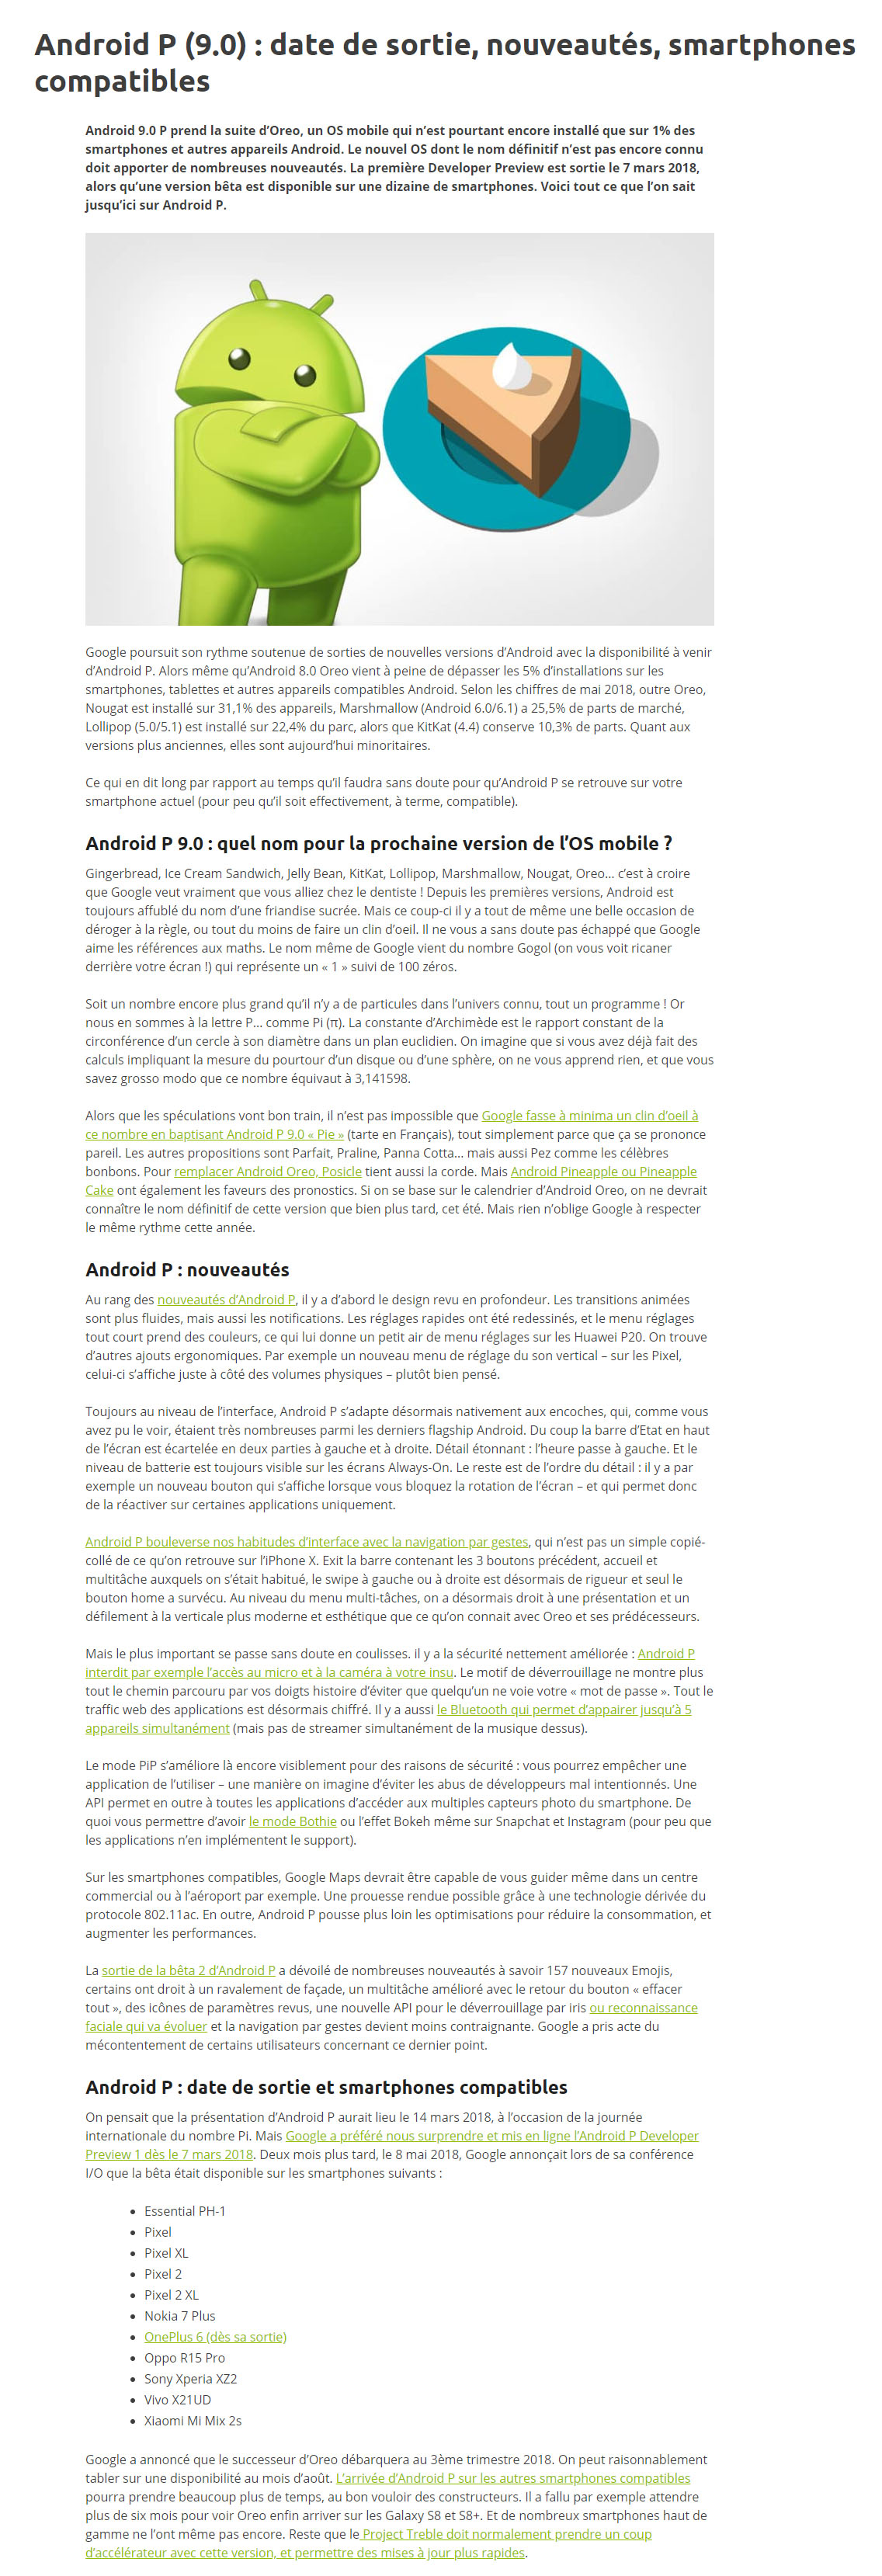 Android P (9.0) : date de sortie, nouveautés, smartphones
compatibles
Android 9.0 P prend la suite d’Oreo, un OS mobile qui n’est pourtant encore installé que sur 1% des
smartphones et autres appareils Android. Le nouvel OS dont le nom définitif n’est pas encore connu
doit apporter de nombreuses nouveautés. La première Developer Preview est sortie le 7 mars 2018,
alors qu’une version bêta est disponible sur une dizaine de smartphones. Voici tout ce que l’on sait
jusqu’ici sur Android P.
Google poursuit son rythme soutenue de sorties de nouvelles versions d’Android avec la disponibilité à venir
d’Android P. Alors même qu’Android 8.0 Oreo vient à peine de dépasser les 5% d’installations sur les
smartphones, tablettes et autres appareils compatibles Android. Selon les chiffres de mai 2018, outre Oreo,
Nougat est installé sur 31,1% des appareils, Marshmallow (Android 6.0/6.1) a 25,5% de parts de marché,
Lollipop (5.0/5.1) est installé sur 22,4% du parc, alors que KitKat (4.4) conserve 10,3% de parts. Quant aux
versions plus anciennes, elles sont aujourd’hui minoritaires.
Ce qui en dit long par rapport au temps qu’il faudra sans doute pour qu’Android P se retrouve sur votre
smartphone actuel (pour peu qu’il soit effectivement, à terme, compatible).
Android P 9.0 : quel nom pour la prochaine version de l’OS mobile ?
Gingerbread, Ice Cream Sandwich, Jelly Bean, KitKat, Lollipop, Marshmallow, Nougat, Oreo... c’est à croire
que Google veut vraiment que vous alliez chez le dentiste ! Depuis les premières versions, Android est
toujours affublé du nom d’une friandise sucrée. Mais ce coup-ci il y a tout de même une belle occasion de
déroger à la règle, ou tout du moins de faire un clin d’oeil. Il ne vous a sans doute pas échappé que Google
aime les références aux maths. Le nom même de Google vient du nombre Gogol (on vous voit ricaner
derrière votre écran !) qui représente un « 1 » suivi de 100 zéros.
Soit un nombre encore plus grand qu’il n’y a de particules dans l’univers connu, tout un programme ! Or
nous en sommes à la lettre P... comme Pi (π). La constante d’Archimède est le rapport constant de la
circonférence d’un cercle à son diamètre dans un plan euclidien. On imagine que si vous avez déjà fait des
calculs impliquant la mesure du pourtour d’un disque ou d’une sphère, on ne vous apprend rien, et que vous
savez grosso modo que ce nombre équivaut à 3,141598.
Alors que les spéculations vont bon train, il n’est pas impossible que Google fasse à minima un clin d’oeil à
ce nombre en baptisant Android P 9.0 « Pie » (tarte en Français), tout simplement parce que ça se prononce
pareil. Les autres propositions sont Parfait, Praline, Panna Cotta... mais aussi Pez comme les célèbres
bonbons. Pour remplacer Android Oreo, Posicle tient aussi la corde. Mais Android Pineapple ou Pineapple
Cake ont également les faveurs des pronostics. Si on se base sur le calendrier d’Android Oreo, on ne devrait
connaître le nom définitif de cette version que bien plus tard, cet été. Mais rien n’oblige Google à respecter
le même rythme cette année.
Android P : nouveautés
Au rang des nouveautés d’Android P, il y a d’abord le design revu en profondeur. Les transitions animées
sont plus fluides, mais aussi les notifications. Les réglages rapides ont été redessinés, et le menu réglages
tout court prend des couleurs, ce qui lui donne un petit air de menu réglages sur les Huawei P20. On trouve
d’autres ajouts ergonomiques. Par exemple un nouveau menu de réglage du son vertical – sur les Pixel,
celui-ci s’affiche juste à côté des volumes physiques – plutôt bien pensé.
Toujours au niveau de l’interface, Android P s’adapte désormais nativement aux encoches, qui, comme vous
avez pu le voir, étaient très nombreuses parmi les derniers flagship Android. Du coup la barre d’Etat en haut
de l’écran est écartelée en deux parties à gauche et à droite. Détail étonnant : l’heure passe à gauche. Et le
niveau de batterie est toujours visible sur les écrans Always-On. Le reste est de l’ordre du détail : il y a par
exemple un nouveau bouton qui s’affiche lorsque vous bloquez la rotation de l’écran – et qui permet donc
de la réactiver sur certaines applications uniquement.
Android P bouleverse nos habitudes d’interface avec la navigation par gestes, qui n’est pas un simple copié-
collé de ce qu’on retrouve sur l’iPhone X. Exit la barre contenant les 3 boutons précédent, accueil et
multitâche auxquels on s’était habitué, le swipe à gauche ou à droite est désormais de rigueur et seul le
bouton home a survécu. Au niveau du menu multi-tâches, on a désormais droit à une présentation et un
défilement à la verticale plus moderne et esthétique que ce qu’on connait avec Oreo et ses prédécesseurs.
Mais le plus important se passe sans doute en coulisses. il y a la sécurité nettement améliorée : Android P
interdit par exemple l’accès au micro et à la caméra à votre insu. Le motif de déverrouillage ne montre plus
tout le chemin parcouru par vos doigts histoire d’éviter que quelqu’un ne voie votre « mot de passe ». Tout le
traffic web des applications est désormais chiffré. Il y a aussi le Bluetooth qui permet d’appairer jusqu’à 5
appareils simultanément (mais pas de streamer simultanément de la musique dessus).
Le mode PiP s’améliore là encore visiblement pour des raisons de sécurité : vous pourrez empêcher une
application de l’utiliser – une manière on imagine d’éviter les abus de développeurs mal intentionnés. Une
API permet en outre à toutes les applications d’accéder aux multiples capteurs photo du smartphone. De
quoi vous permettre d’avoir le mode Bothie ou l’effet Bokeh même sur Snapchat et Instagram (pour peu que
les applications n’en implémentent le support).
Sur les smartphones compatibles, Google Maps devrait être capable de vous guider même dans un centre
commercial ou à l’aéroport par exemple. Une prouesse rendue possible grâce à une technologie dérivée du
protocole 802.11ac. En outre, Android P pousse plus loin les optimisations pour réduire la consommation, et
augmenter les performances.
La sortie de la bêta 2 d’Android P a dévoilé de nombreuses nouveautés à savoir 157 nouveaux Emojis,
certains ont droit à un ravalement de façade, un multitâche amélioré avec le retour du bouton « effacer
tout », des icônes de paramètres revus, une nouvelle API pour le déverrouillage par iris ou reconnaissance
faciale qui va évoluer et la navigation par gestes devient moins contraignante. Google a pris acte du
mécontentement de certains utilisateurs concernant ce dernier point.
Android P : date de sortie et smartphones compatibles
On pensait que la présentation d’Android P aurait lieu le 14 mars 2018, à l’occasion de la journée
internationale du nombre Pi. Mais Google a préféré nous surprendre et mis en ligne l’Android P Developer
Preview 1 dès le 7 mars 2018. Deux mois plus tard, le 8 mai 2018, Google annonçait lors de sa conférence
I/O que la bêta était disponible sur les smartphones suivants :
• Essential PH-1
• Pixel
• Pixel XL
• Pixel 2
• Pixel 2 XL
• Nokia 7 Plus
• OnePlus 6 (dès sa sortie)
• Oppo R15 Pro
• Sony Xperia XZ2
• Vivo X21UD
• Xiaomi Mi Mix 2s
Google a annoncé que le successeur d’Oreo débarquera au 3ème trimestre 2018. On peut raisonnablement
tabler sur une disponibilité au mois d’août. L’arrivée d’Android P sur les autres smartphones compatibles
pourra prendre beaucoup plus de temps, au bon vouloir des constructeurs. Il a fallu par exemple attendre
plus de six mois pour voir Oreo enfin arriver sur les Galaxy S8 et S8+. Et de nombreux smartphones haut de
gamme ne l’ont même pas encore. Reste que le Project Treble doit normalement prendre un coup
d’accélérateur avec cette version, et permettre des mises à jour plus rapides.